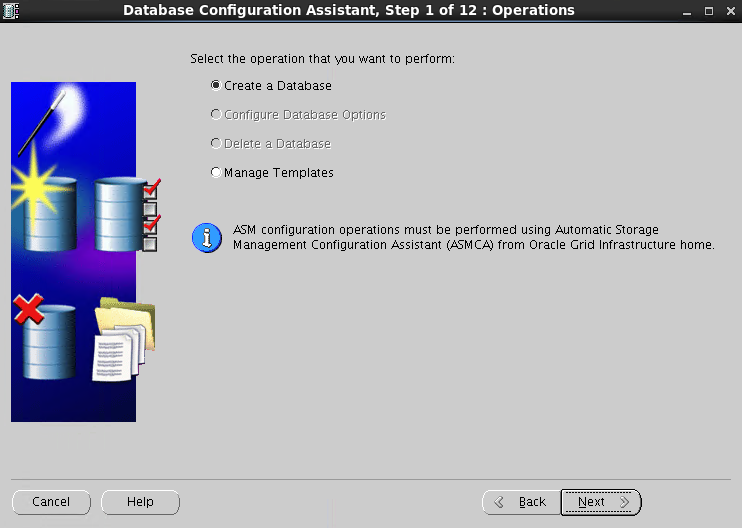 Database Configuration Assistant, Step 1 of 12 : Operations
Select the operation that you want to perform:
Create a Database
Configure Database Options
Delete a Database
Manage Templates
ASM configuration operations must be performed using Automatic Storage
Management Configuration Assistant (ASMCA) from Oracle Grid Infrastructure home.
Cancel
Help
Back
Next